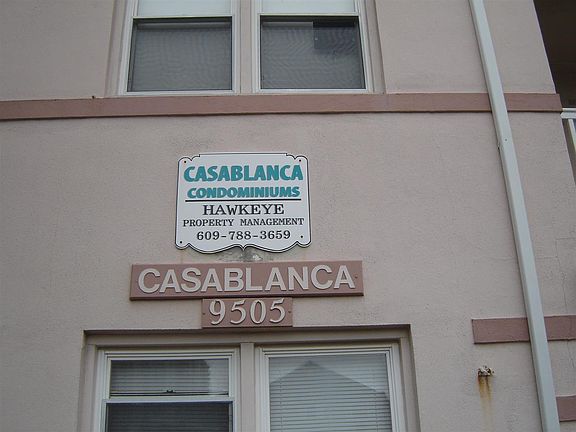 CASABLANCA
CONDOMINIUMS
HAWKEYE
PROPERTY MANAGEMENT
609-788-3659
CASABLANCA
9505